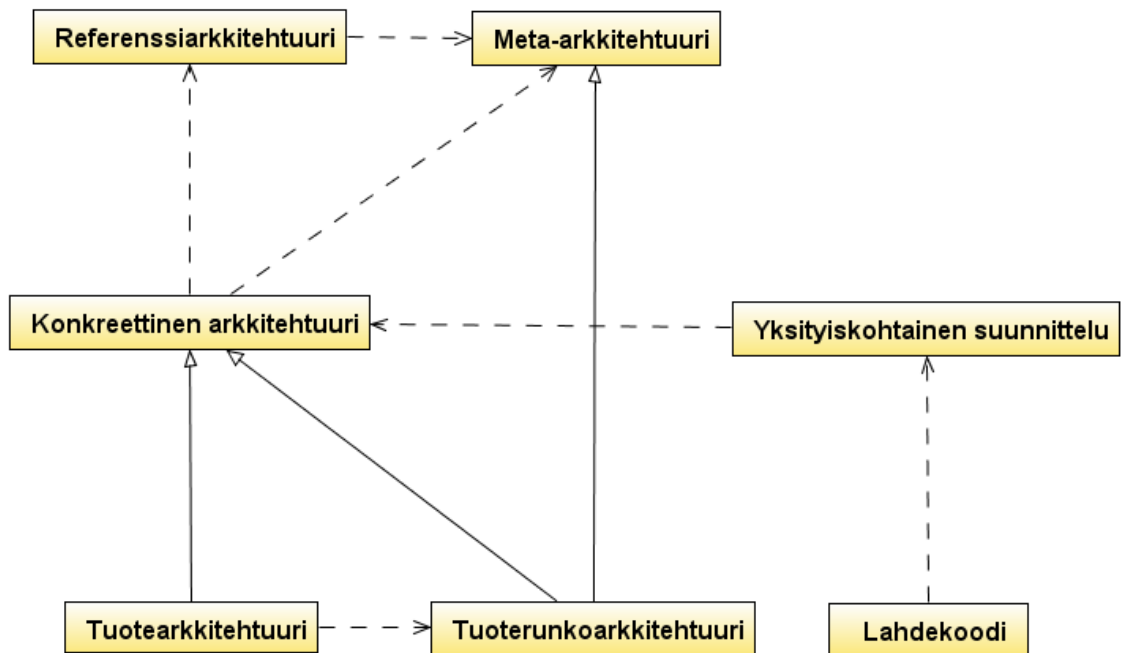 Referenssiarkkitehtuuri
Meta-arkkitehtuuri
Konkreettinen arkkitehtuuri
Yksityiskohtainen suunnittelu
Tuotearkkitehtuuri
Tuoterunkoarkkitehtuuri
Lahdekoodi